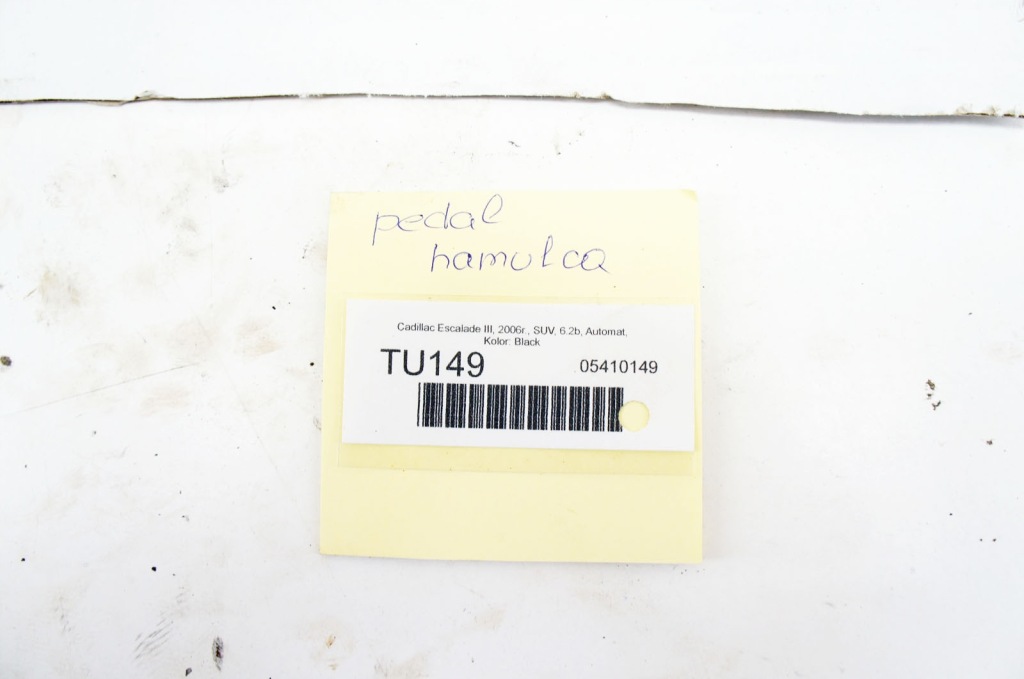 pedal
hamulca
Cadillac Escalade III, 2006r., SUV, 6.2b, Automat,
Kolor: Black
TU149 05410149